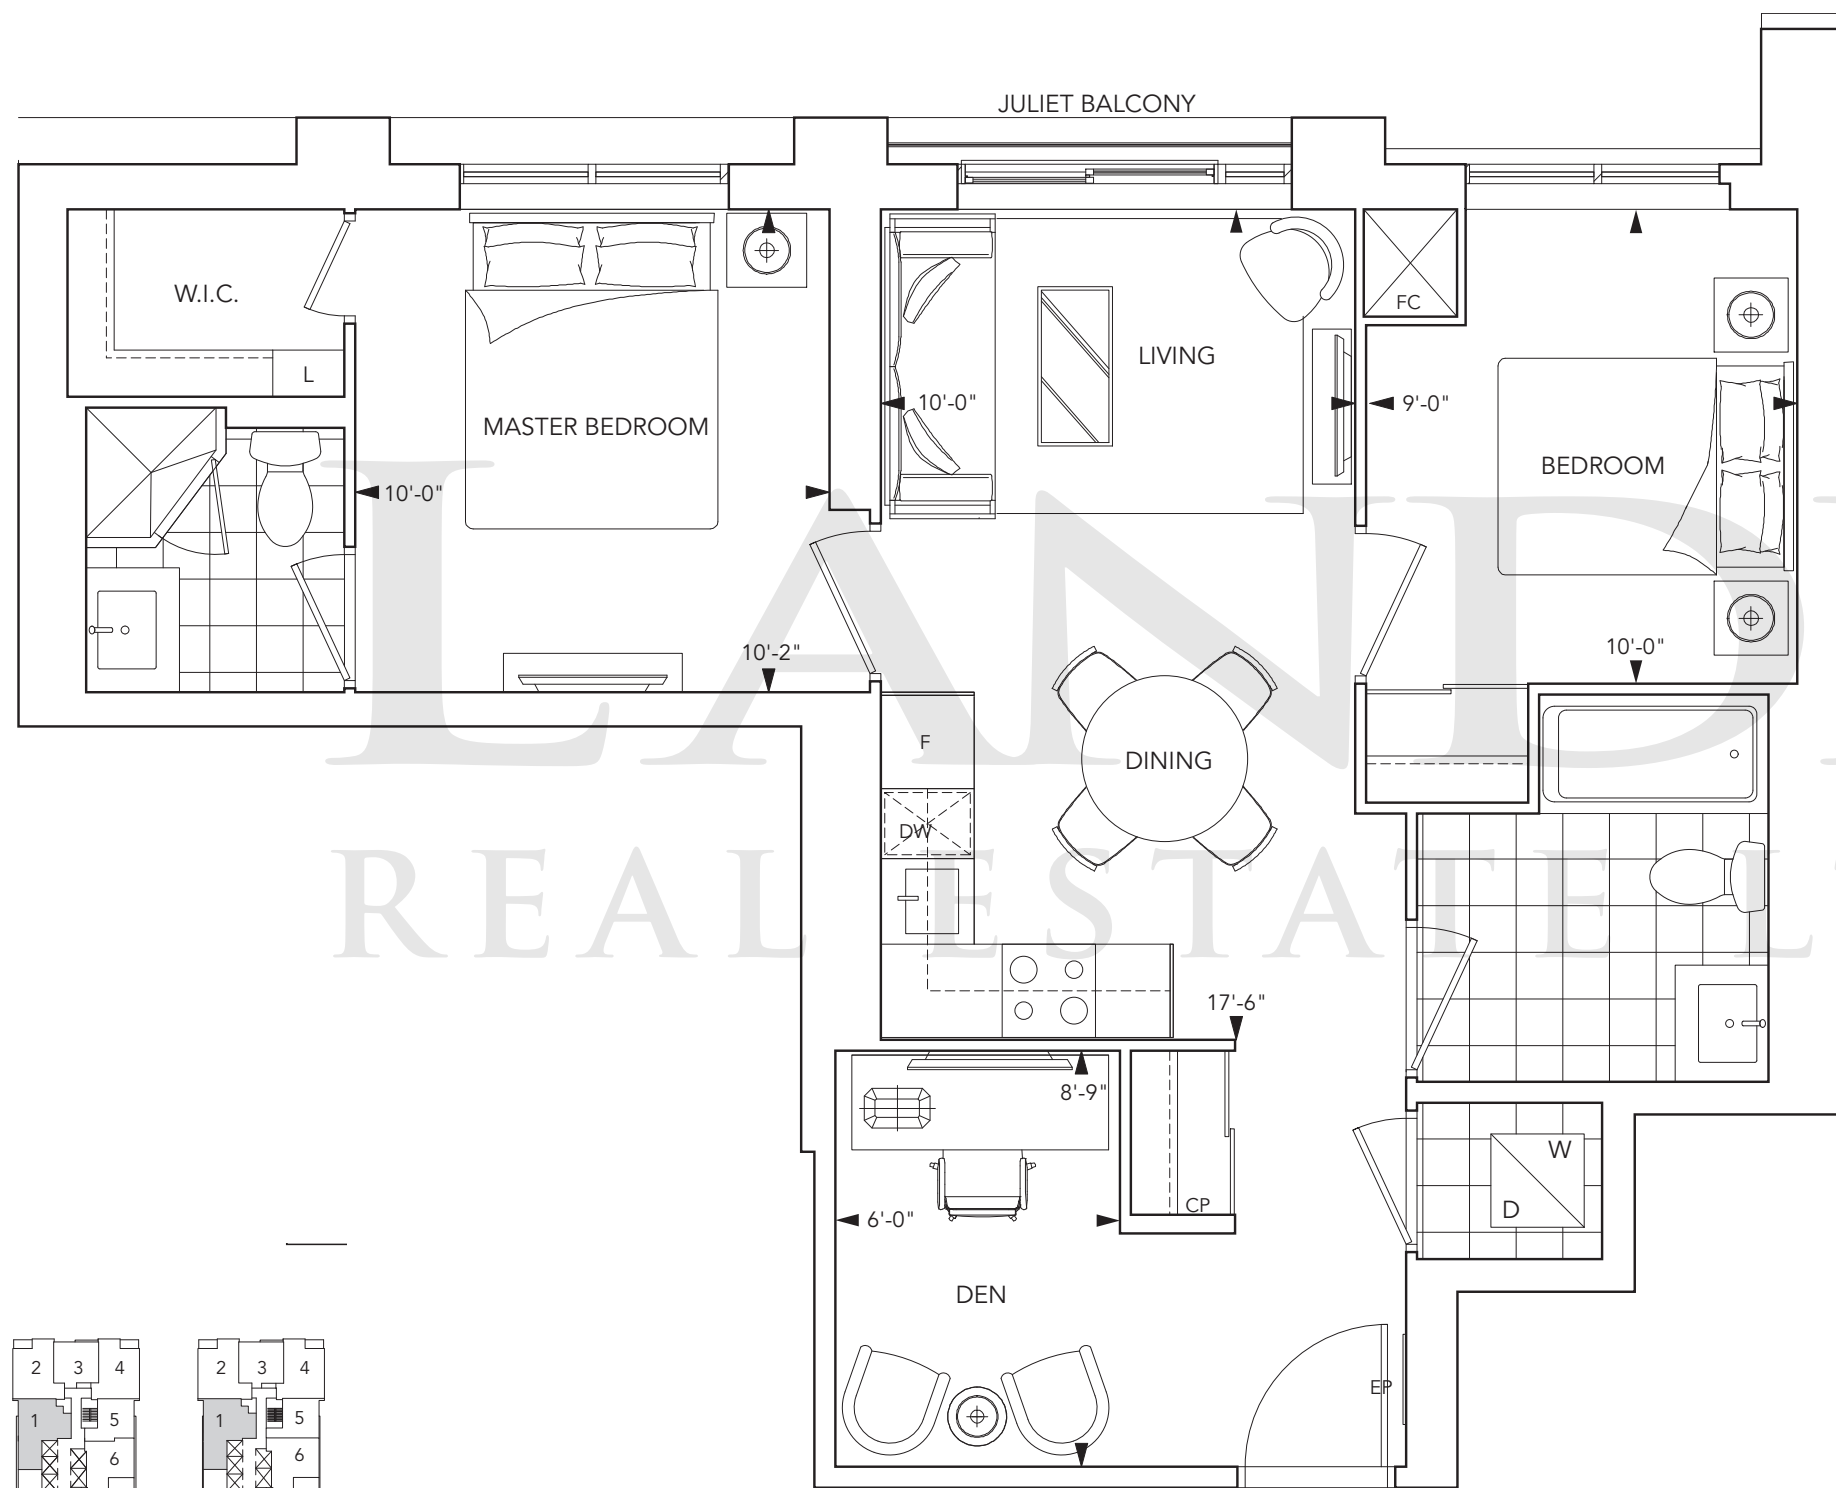 JULIET BALCONY
W.I.C.
L
FC
LIVING
10'-0"
9'-0"
MASTER BEDROOM
BEDROOM
10'-0"
LAND
10'-2"
10'-0"
F
DINING
DW
REAL ESTATE L
17'-6"
8'-9"
W
D
CP
6'-0"
DEN
EP
2 3 4
1 5
6
2 3 4
1 5
6